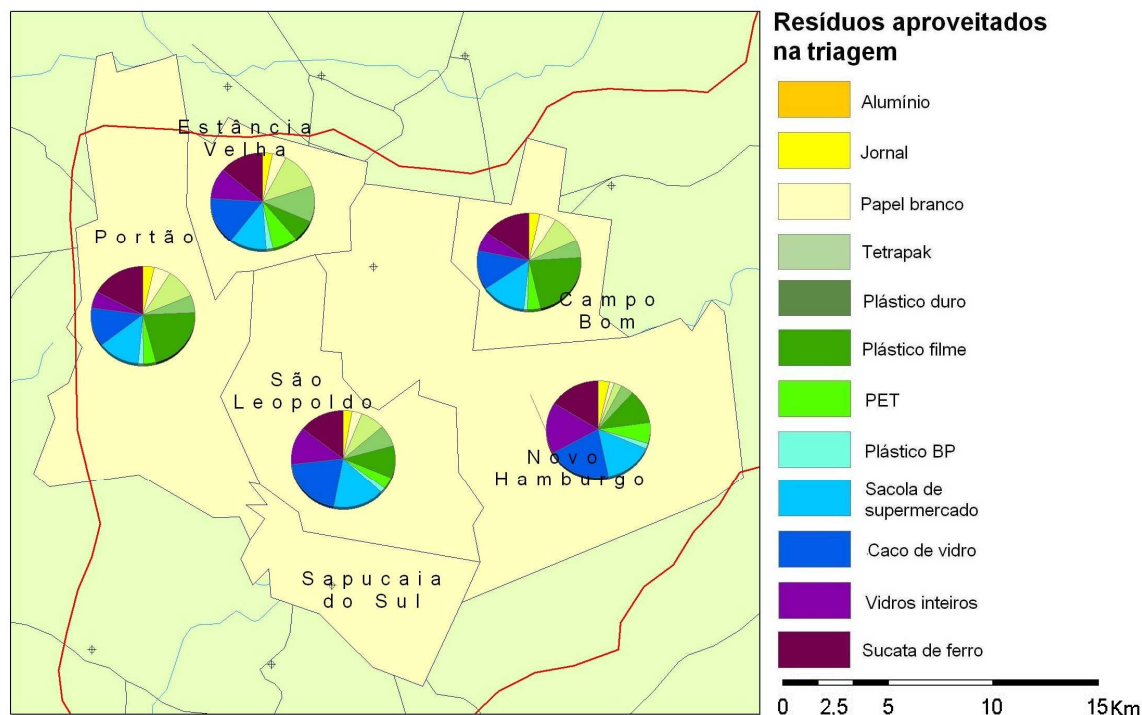 Resíduos aproveitados
na triagem
Alumínio
Jornal
Papel branco
Tetrapak
Plástico duro
Plástico filme
PET
Plástico BP
Sacola de
supermercado
Caco de vidro
Vidros inteiros
Sucata de ferro
0 2,5 5 10 15Km
Estância
Velha
Portão
Campo
Bom
São
Leopoldo
Novo
Hamburgo
Sapucaia
do Sul